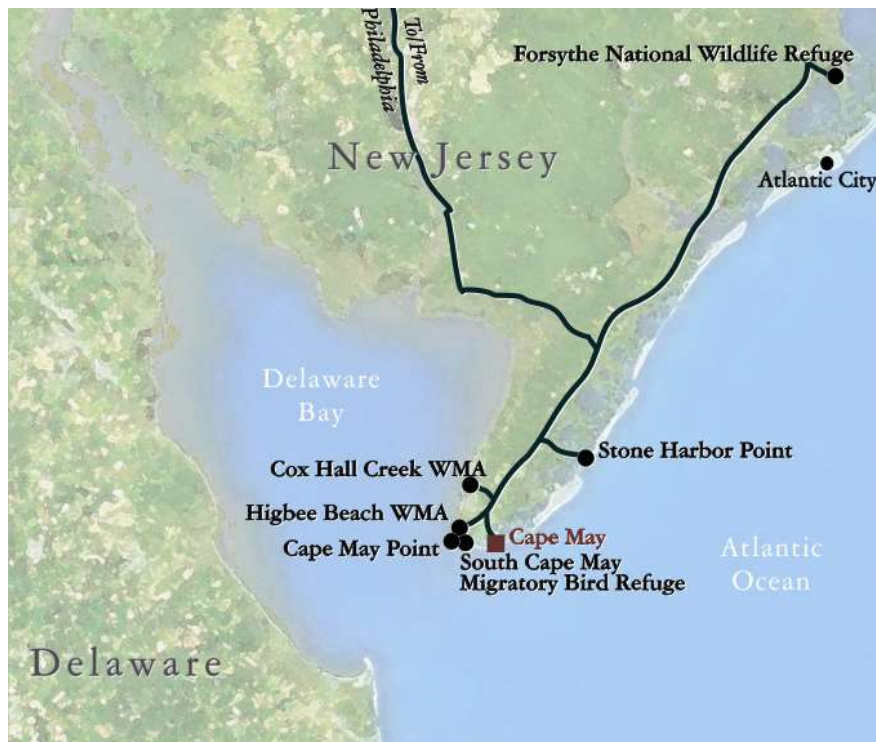 To/From
Philadelphia
Forsythe National Wildlife Refuge
New Jersey
Atlantic City
Delaware
Bay
Stone Harbor Point
Cox Hall Creek WMA
Higbee Beach WMA
Cape May
Cape May Point
South Cape May
Migratory Bird Refuge
Atlantic
Ocean
Delaware